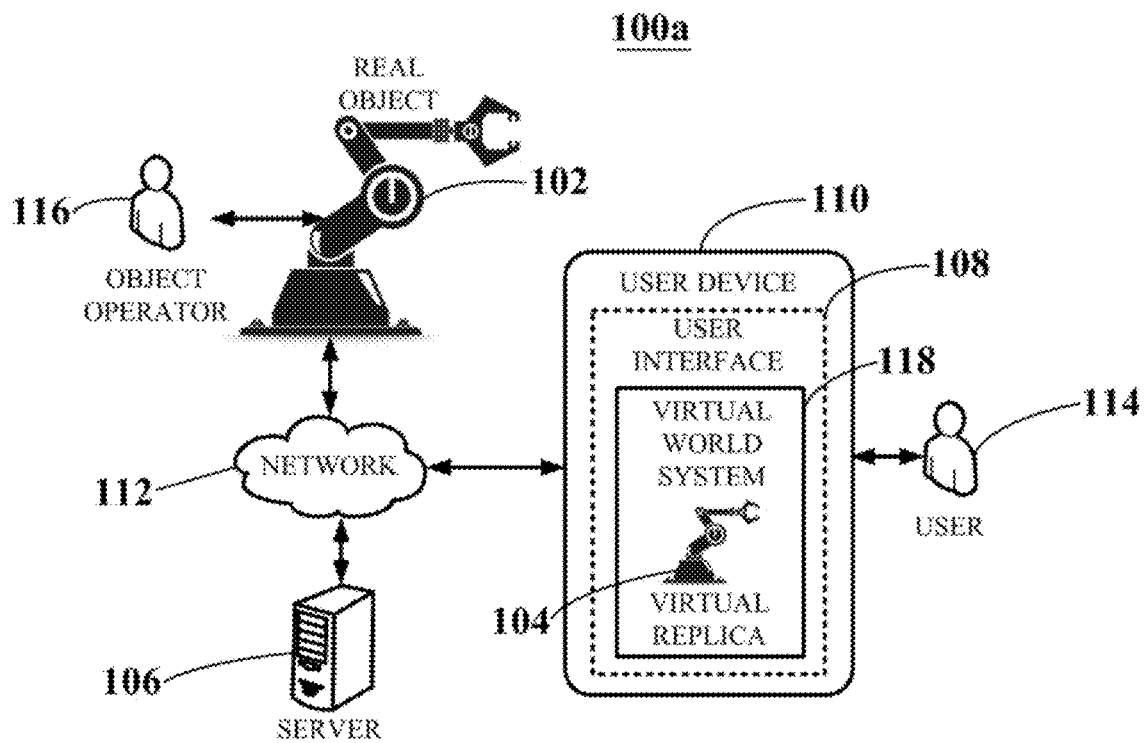 100a
REAL
OBJECT
102
116
OBJECT
OPERATOR
110
USER DEVICE
108
USER
INTERFACE
118
VIRTUAL
WORLD
SYSTEM
114
USER
NETWORK
112
104
VIRTUAL
REPLICA
106
SERVER